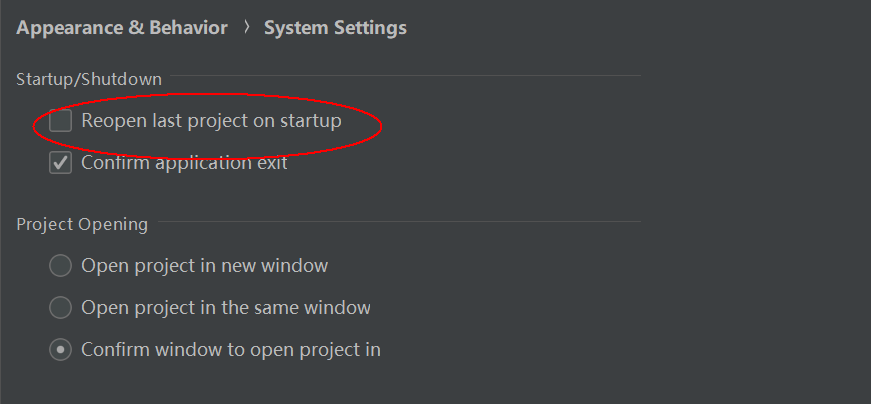 Appearance & Behavior › System Settings
Startup/Shutdown
Reopen last project on startup
Confirm application exit
Project Opening
Open project in new window
Open project in the same window
Confirm window to open project in